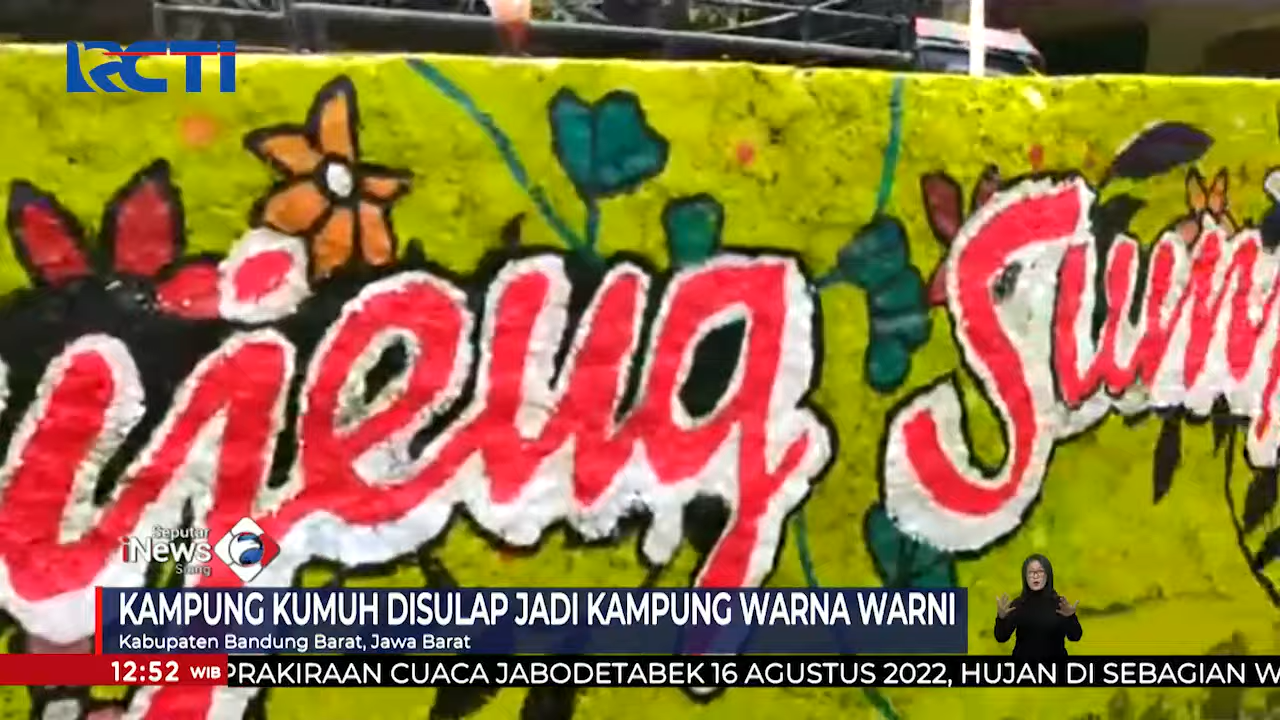 RCTI
ieug Sum
Seputar
iNews
Siang
KAMPUNG KUMUH DISULAP JADI KAMPUNG WARNA WARNI
Kabupaten Bandung Barat, Jawa Barat
12:52 WIB PRAKIRAAN CUACA JABODETABEK 16 AGUSTUS 2022, HUJAN DI SEBAGIAN W